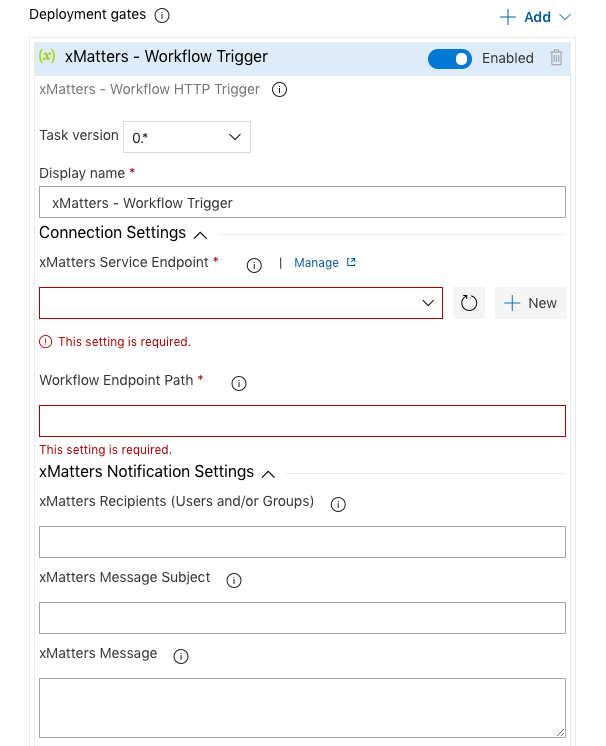 Deployment gates
Add
(x) xMatters - Workflow Trigger
Enabled
xMatters - Workflow HTTP Trigger
Task version 0.*
Display name *
xMatters - Workflow Trigger
Connection Settings
xMatters Service Endpoint * | Manage
New
This setting is required.
Workflow Endpoint Path *
This setting is required.
xMatters Notification Settings
xMatters Recipients (Users and/or Groups)
xMatters Message Subject
xMatters Message